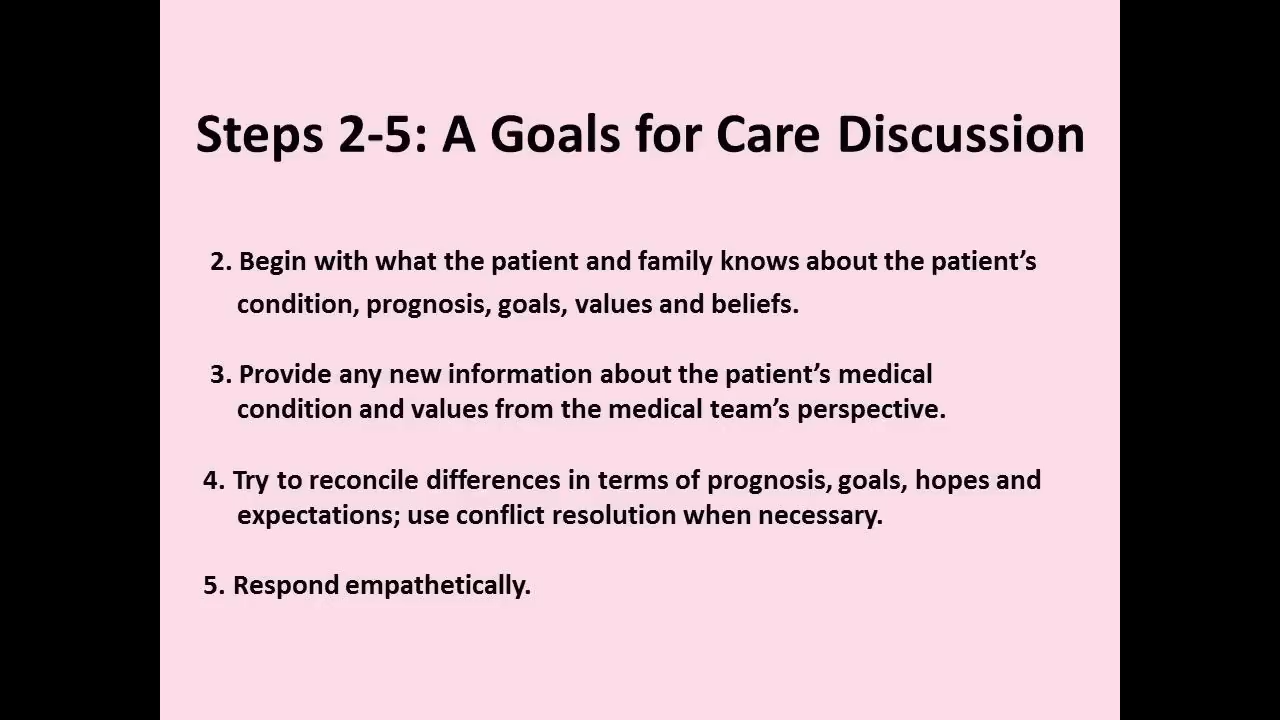 Steps 2-5: A Goals for Care Discussion
2. Begin with what the patient and family knows about the patient’s
condition, prognosis, goals, values and beliefs.
3. Provide any new information about the patient’s medical
condition and values from the medical team’s perspective.
4. Try to reconcile differences in terms of prognosis, goals, hopes and
expectations; use conflict resolution when necessary.
5. Respond empathetically.